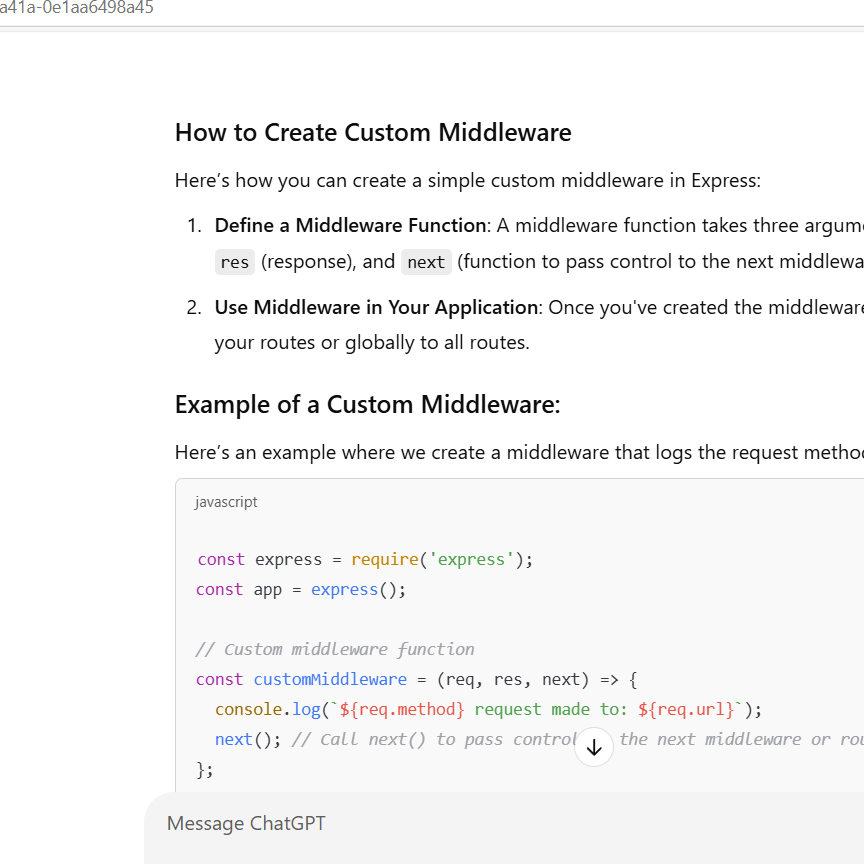 a41a-0e1aa6498a45
How to Create Custom Middleware
Here's how you can create a simple custom middleware in Express:
1. Define a Middleware Function: A middleware function takes three
res (response), and next (function to pass control to the next
2. Use Middleware in Your Application: Once you've created the middleware
your routes or globally to all routes.
Example of a Custom Middleware:
Here's an example where we create a middleware that logs the request
javascript
const express = require('express');
const app = express();
// Custom middleware function
const customMiddleware = (req, res, next) => {
console.log(`${req.method} request made to: ${req.url}`);
next(); // Call next() to pass control the next middleware or
};
Message ChatGPT